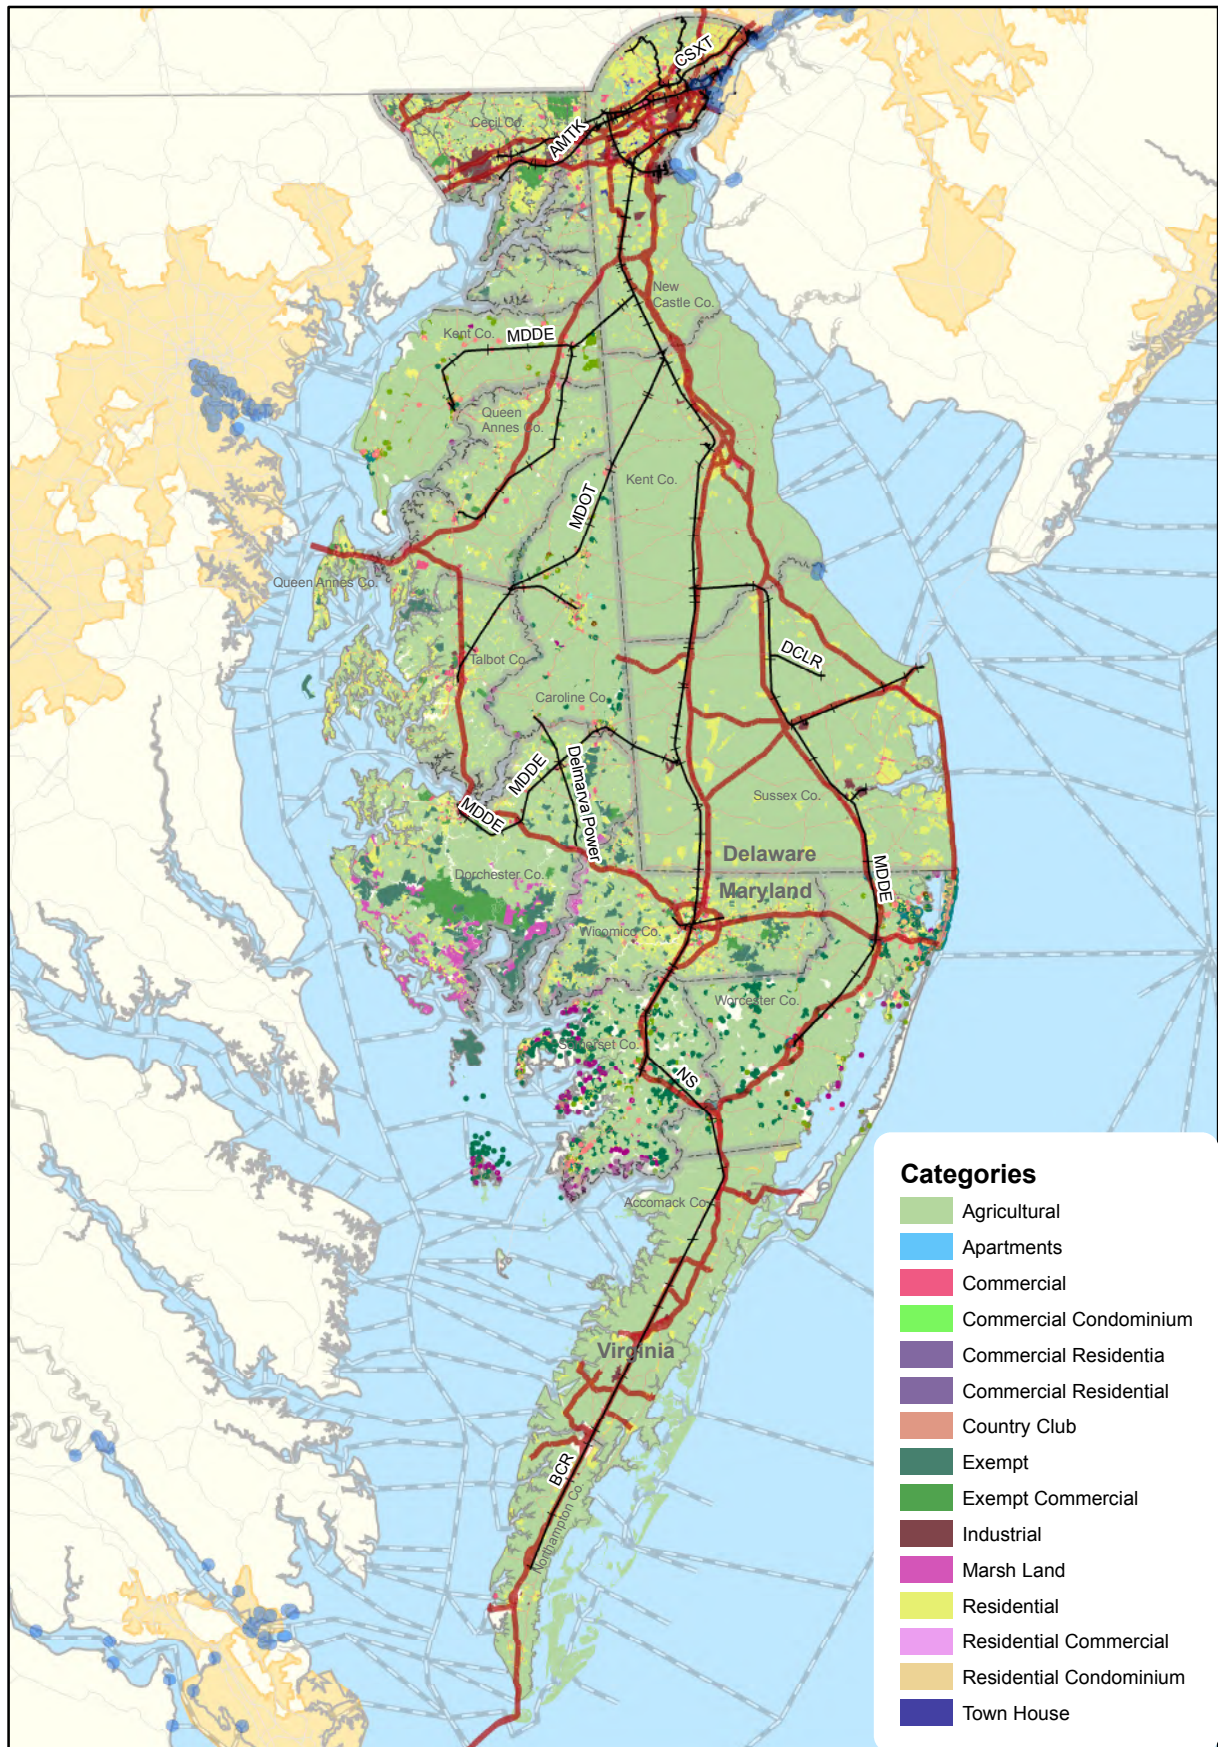 CSXT
Cecil Co.
AMTK
New
Castle Co.
Kent Co.
MDDE
Queen
Annes Co.
Kent Co.
MDOT
Queen Annes Co.
DCLR
Talbot Co.
Caroline Co.
MDDE
Delmarva Power
MDDE
Sussex Co.
Delaware
MDDE
Dorchester Co.
Maryland
Wicomico Co.
Worcester Co.
Somerset Co.
NS
Accomack Co.
Virginia
BCR
Northampton Co.
Categories
Agricultural
Apartments
Commercial
Commercial Condominium
Commercial Residentia
Commercial Residential
Country Club
Exempt
Exempt Commercial
Industrial
Marsh Land
Residential
Residential Commercial
Residential Condominium
Town House